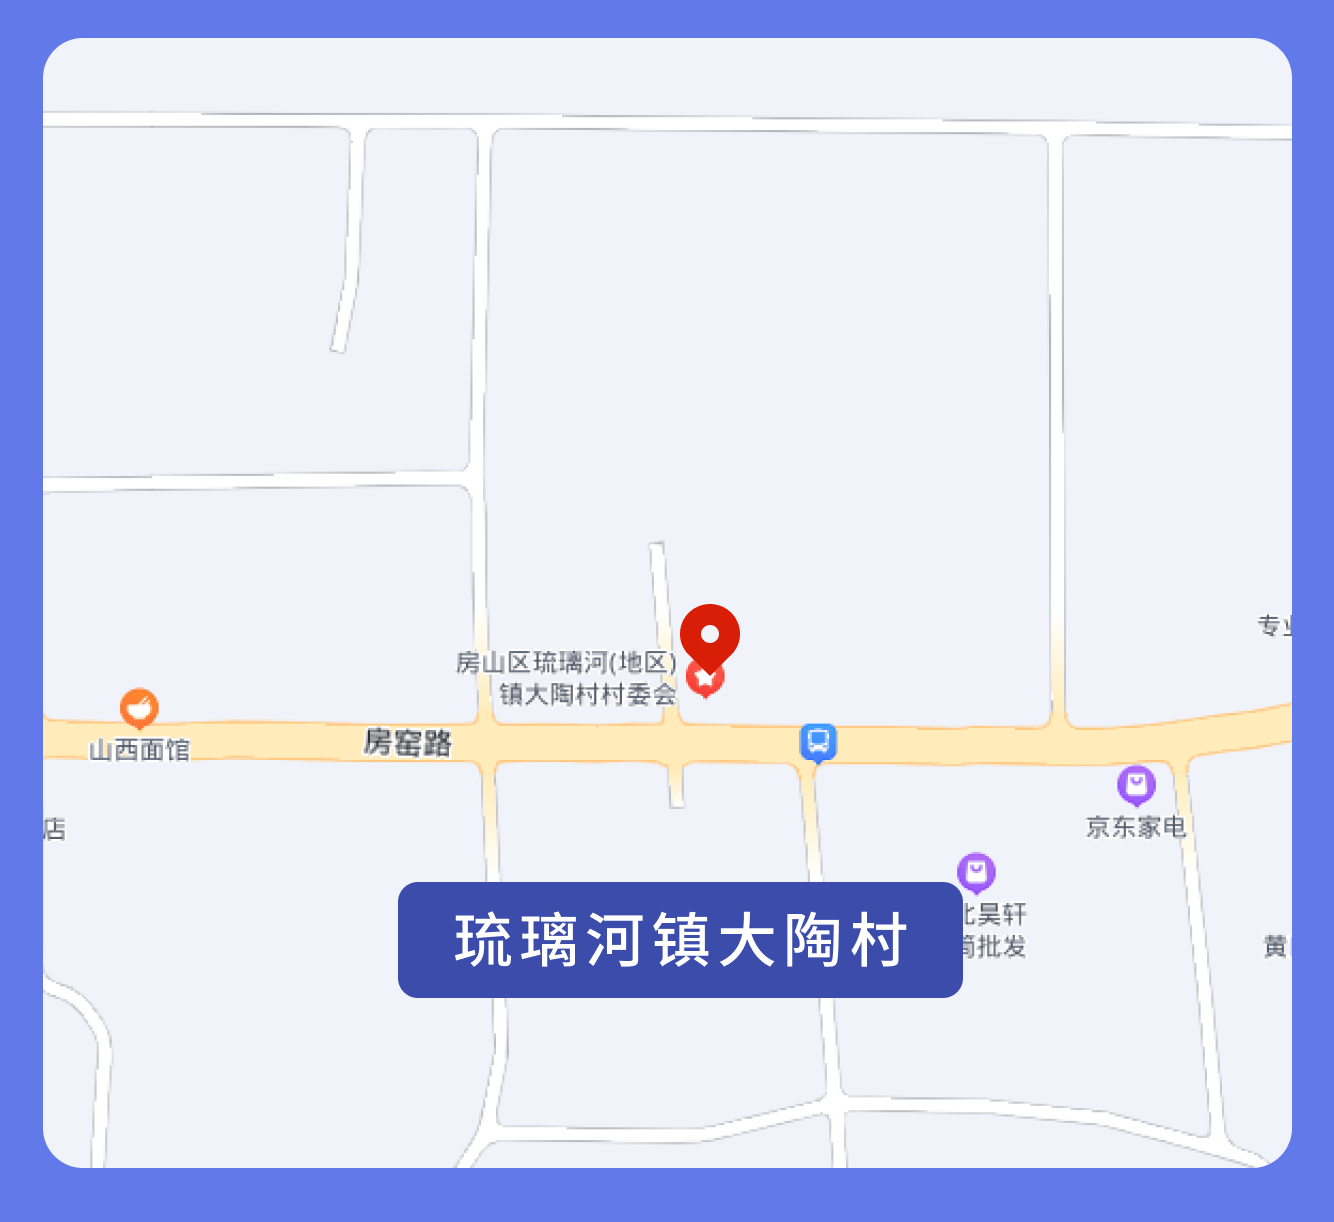 专业
房山区琉璃河(地区)
镇大陶村村委会
房窑路
山西面馆
店
京东家电
北昊轩
批发
琉璃河镇大陶村
黄